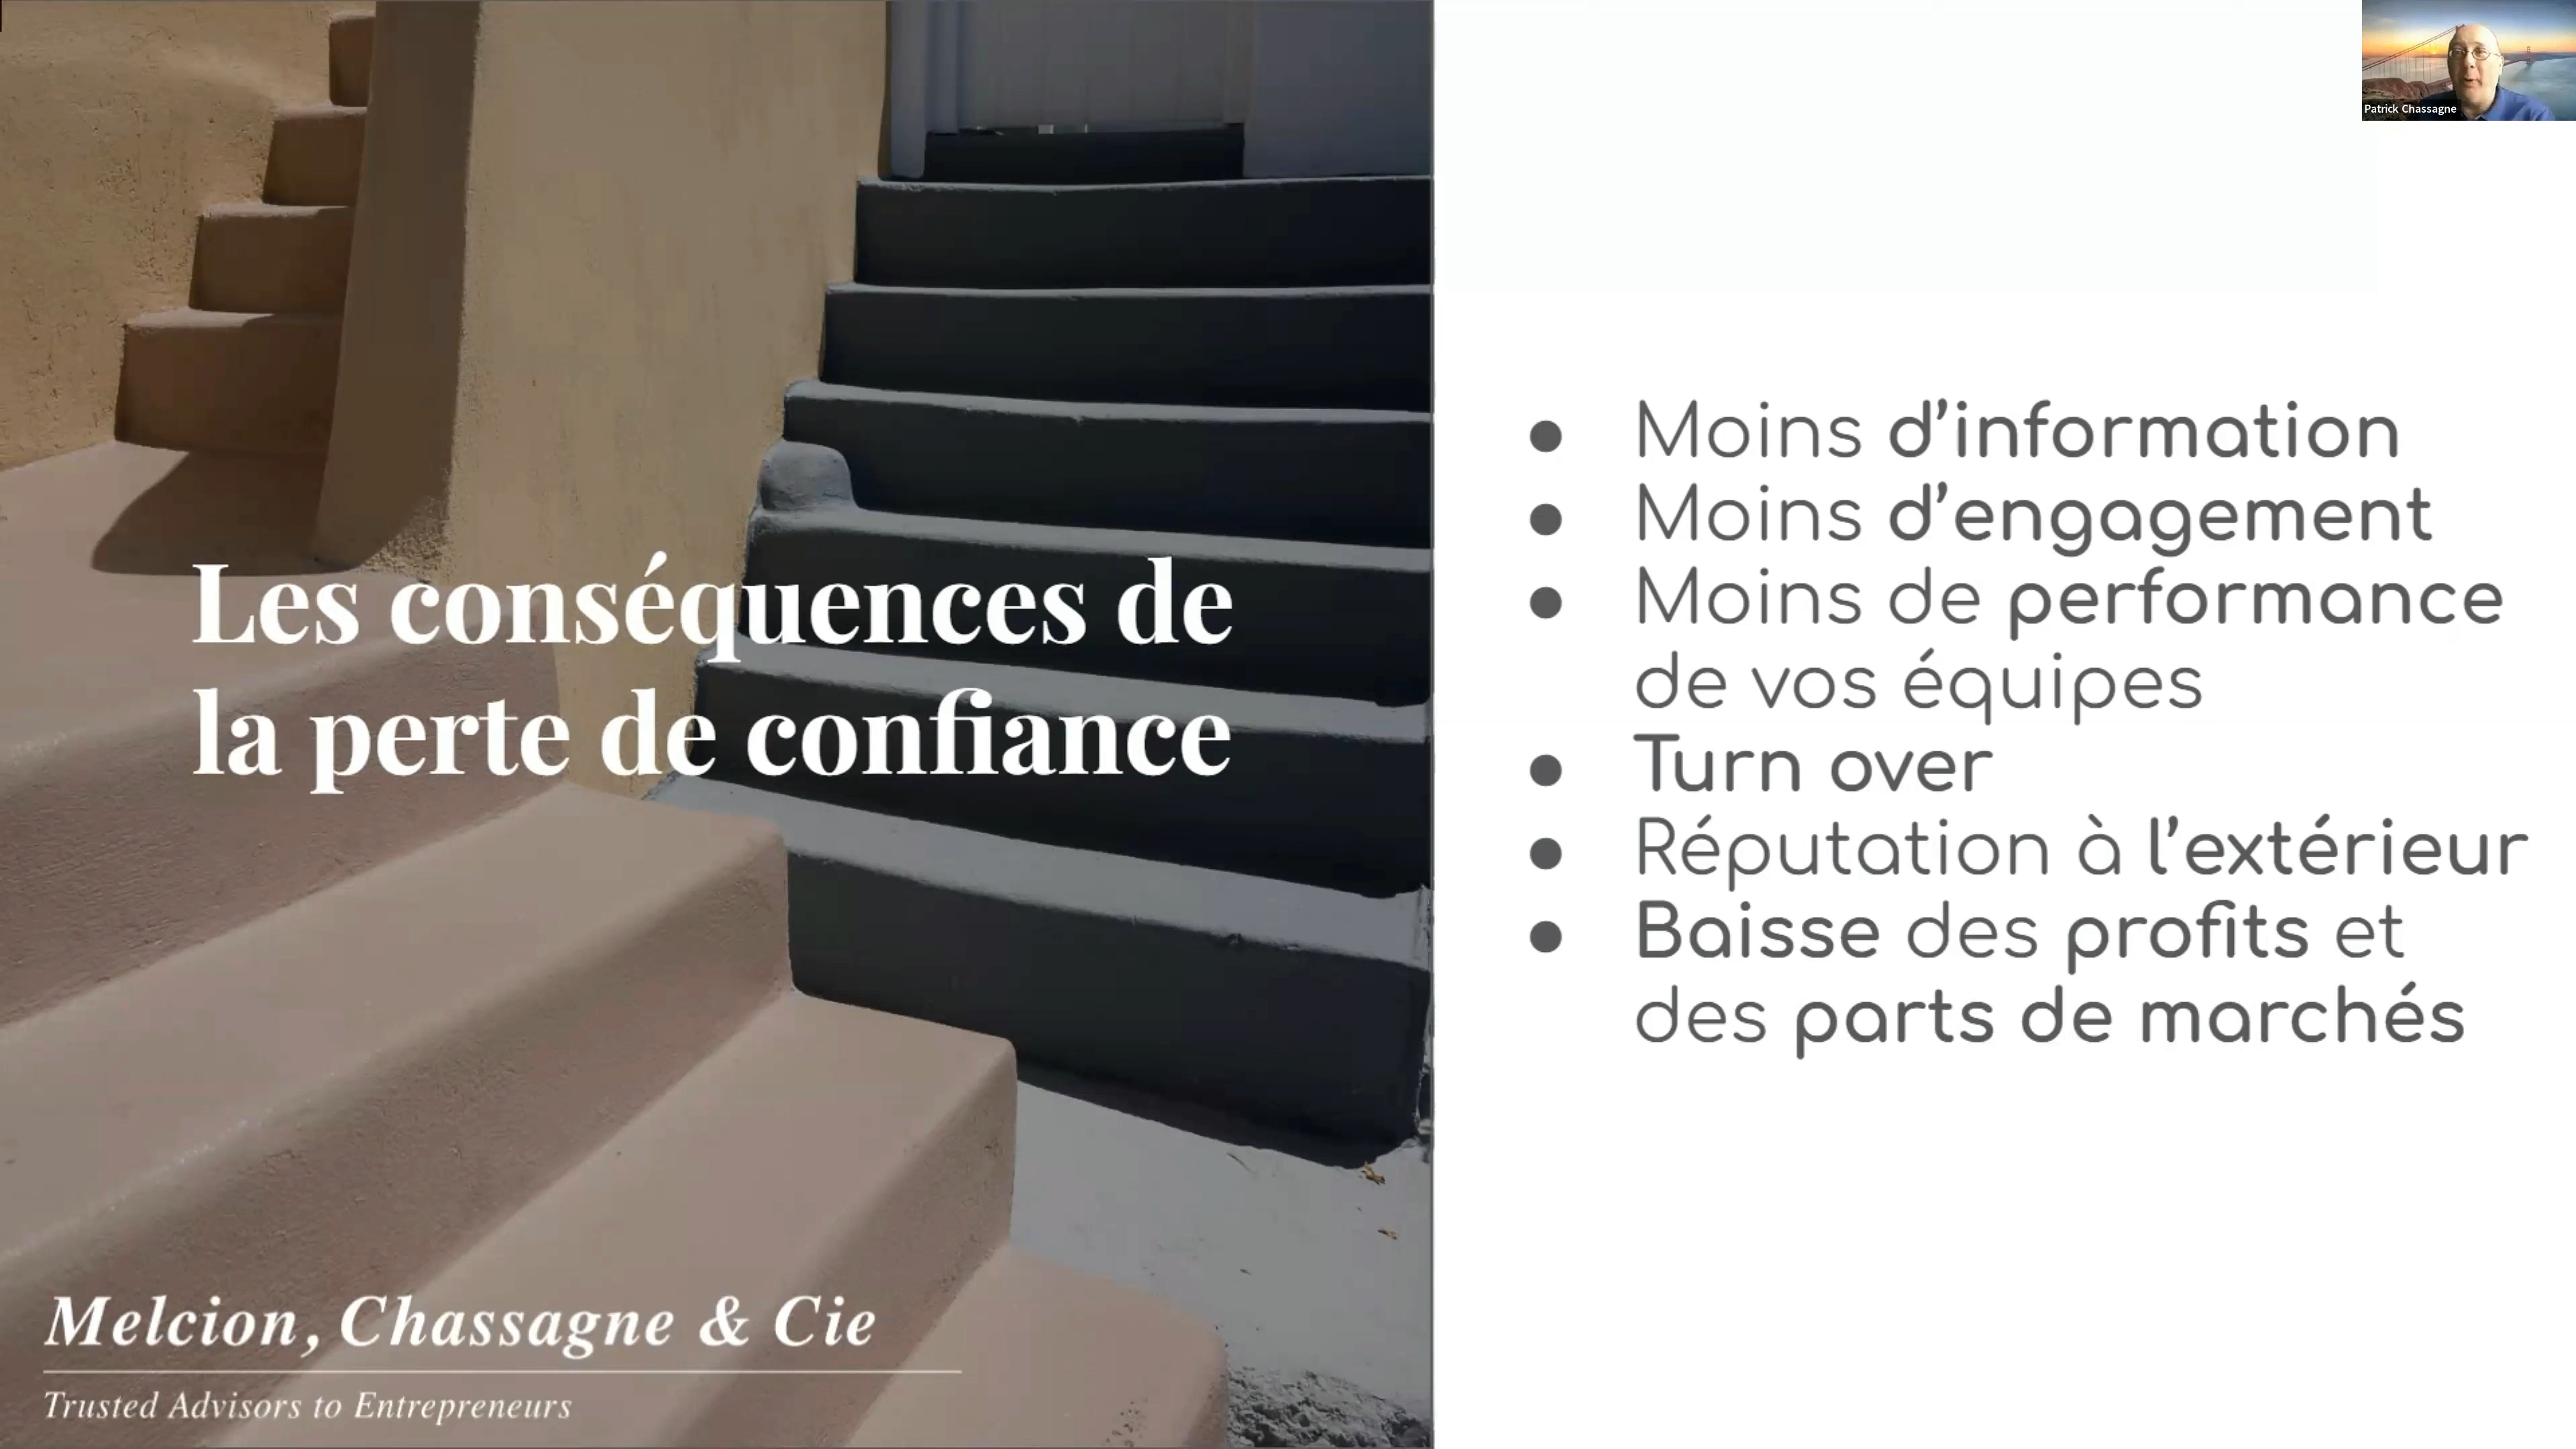 Les conséquences de
la perte de confiance
Melcion, Chassagne & Cie
Trusted Advisors to Entrepreneurs
Patrick Chassagne
● Moins d’information
● Moins d’engagement
● Moins de performance
de vos équipes
● Turn over
● Réputation à l’extérieur
● Baisse des profits et
des parts de marchés